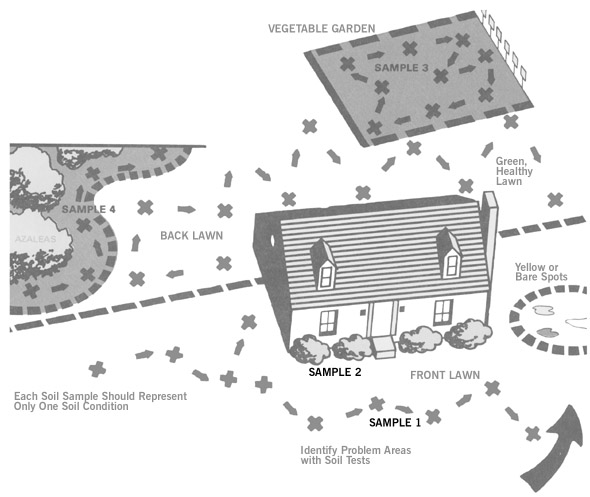 VEGETABLE GARDEN
SAMPLE 3
Green,
Healthy
Lawn
SAMPLE 4
AZALEAS
BACK LAWN
Yellow or
Bare Spots
SAMPLE 2
FRONT LAWN
Each Soil Sample Should Represent
Only One Soil Condition
SAMPLE 1
Identify Problem Areas
with Soil Tests